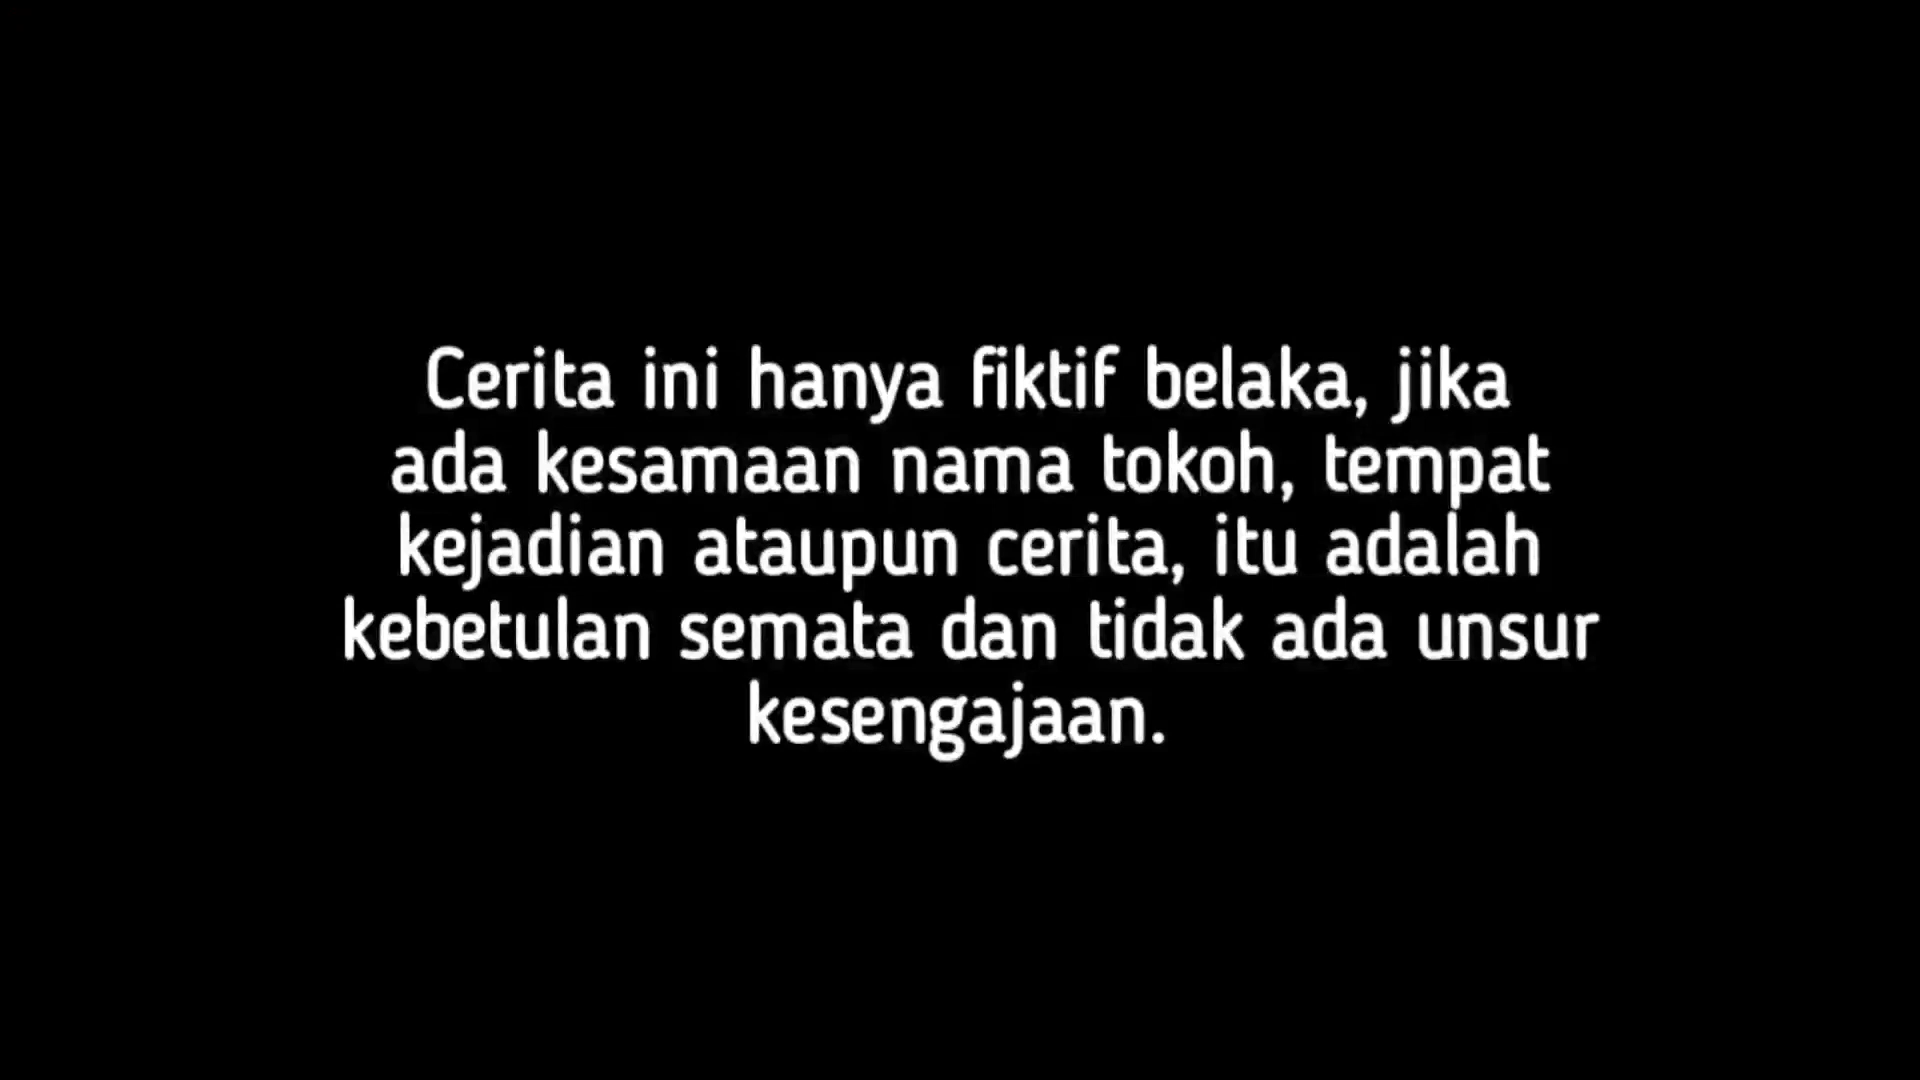 Cerita ini hanya fiktif belaka, jika
ada kesamaan nama tokoh, tempat
kejadian ataupun cerita, itu adalah
kebetulan semata dan tidak ada unsur
kesengajaan.